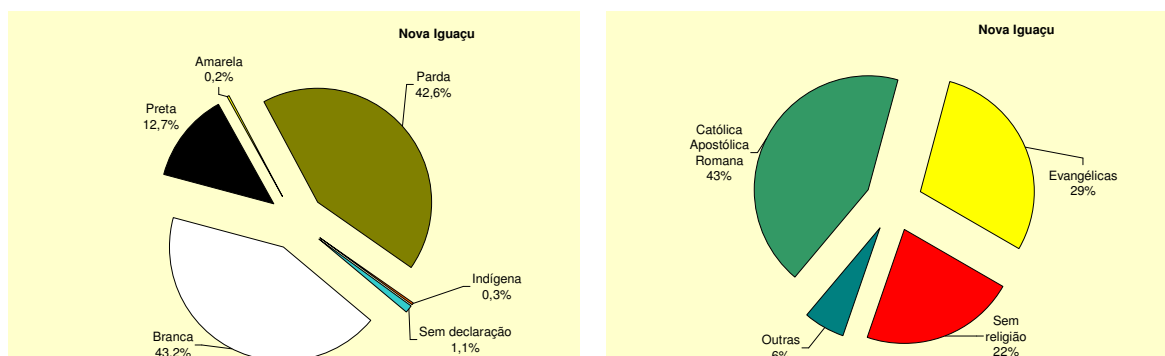 Nova Iguaçu
Amarela
0,2%
Parda
42,6%
Preta
12,7%
Indígena
0,3%
Sem declaração
1,1%
Branca
43,2%
Nova Iguaçu
Católica
Apostólica
Romana
43%
Evangélicas
29%
Sem
religião
22%
Outras
6%